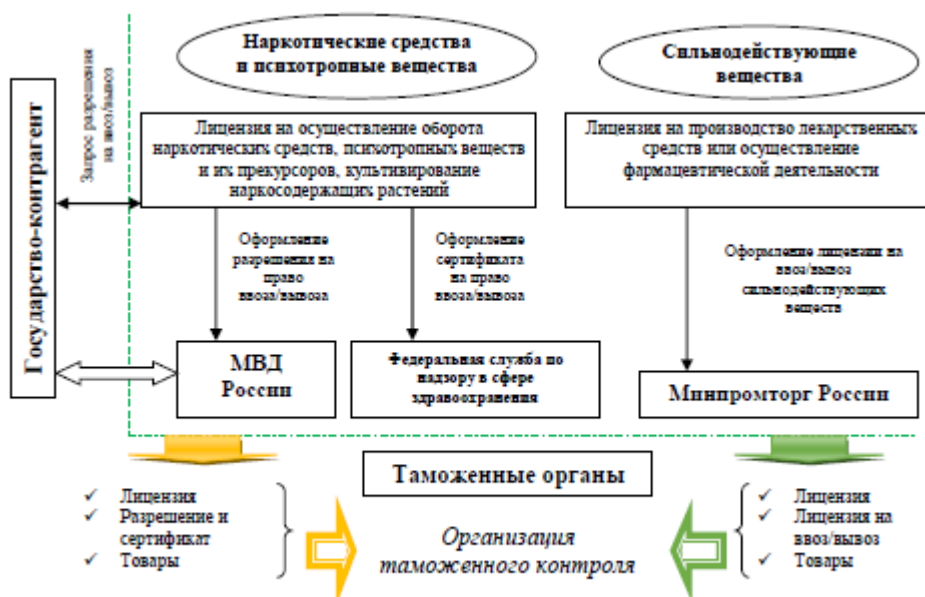 Наркотические средства
и психотропные вещества
Сильнодействующие
вещества
Государство-контрагент
Запрос разрешения
на ввоз/вывоз
Лицензия на осуществление оборота
наркотических средств, психотропных веществ
и их прекурсоров, культивирование
наркосодержащих растений
Лицензия на производство лекарственных
средств или осуществление
фармацевтической деятельности
Оформление
разрешения на
право
ввоза/вывоза
Оформление
сертификата
на право
ввоза/вывоза
Оформление лицензии на
ввоз/вывоз
сильнодействующих
веществ
МВД
России
Федеральная служба по
надзору в сфере
здравоохранения
Минпромторг России
Таможенные органы
✓ Лицензия
✓ Разрешение и
сертификат
✓ Товары
Организация
таможенного контроля
✓ Лицензия
✓ Лицензия на
ввоз/вывоз
✓ Товары